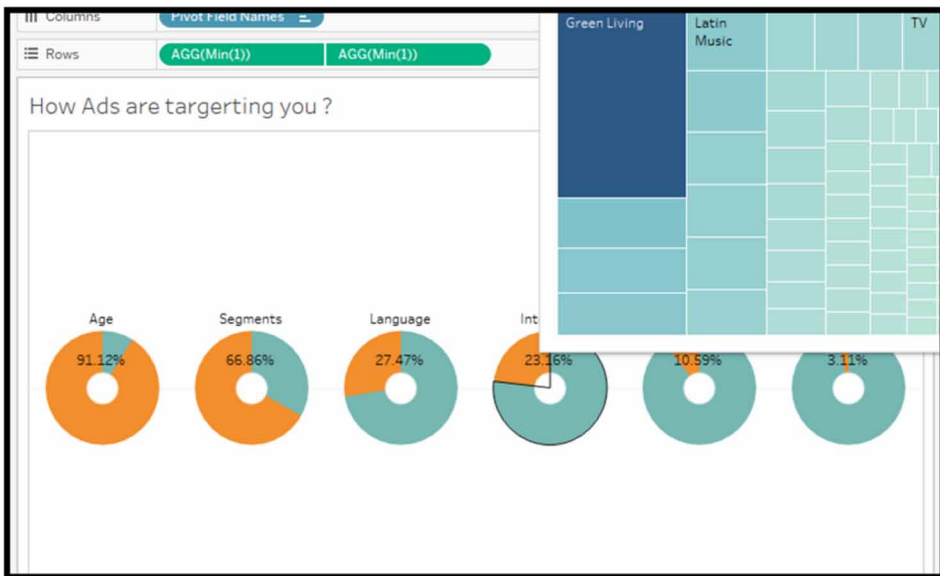 Columns
Pivot Field Names
Rows
AGG(Min(1))
AGG(Min(1))
How Ads are targerting you ?
Green Living
Latin
Music
TV
Age
Segments
Language
Int
91.12%
66.86%
27.47%
23.16%
10.59%
3.11%